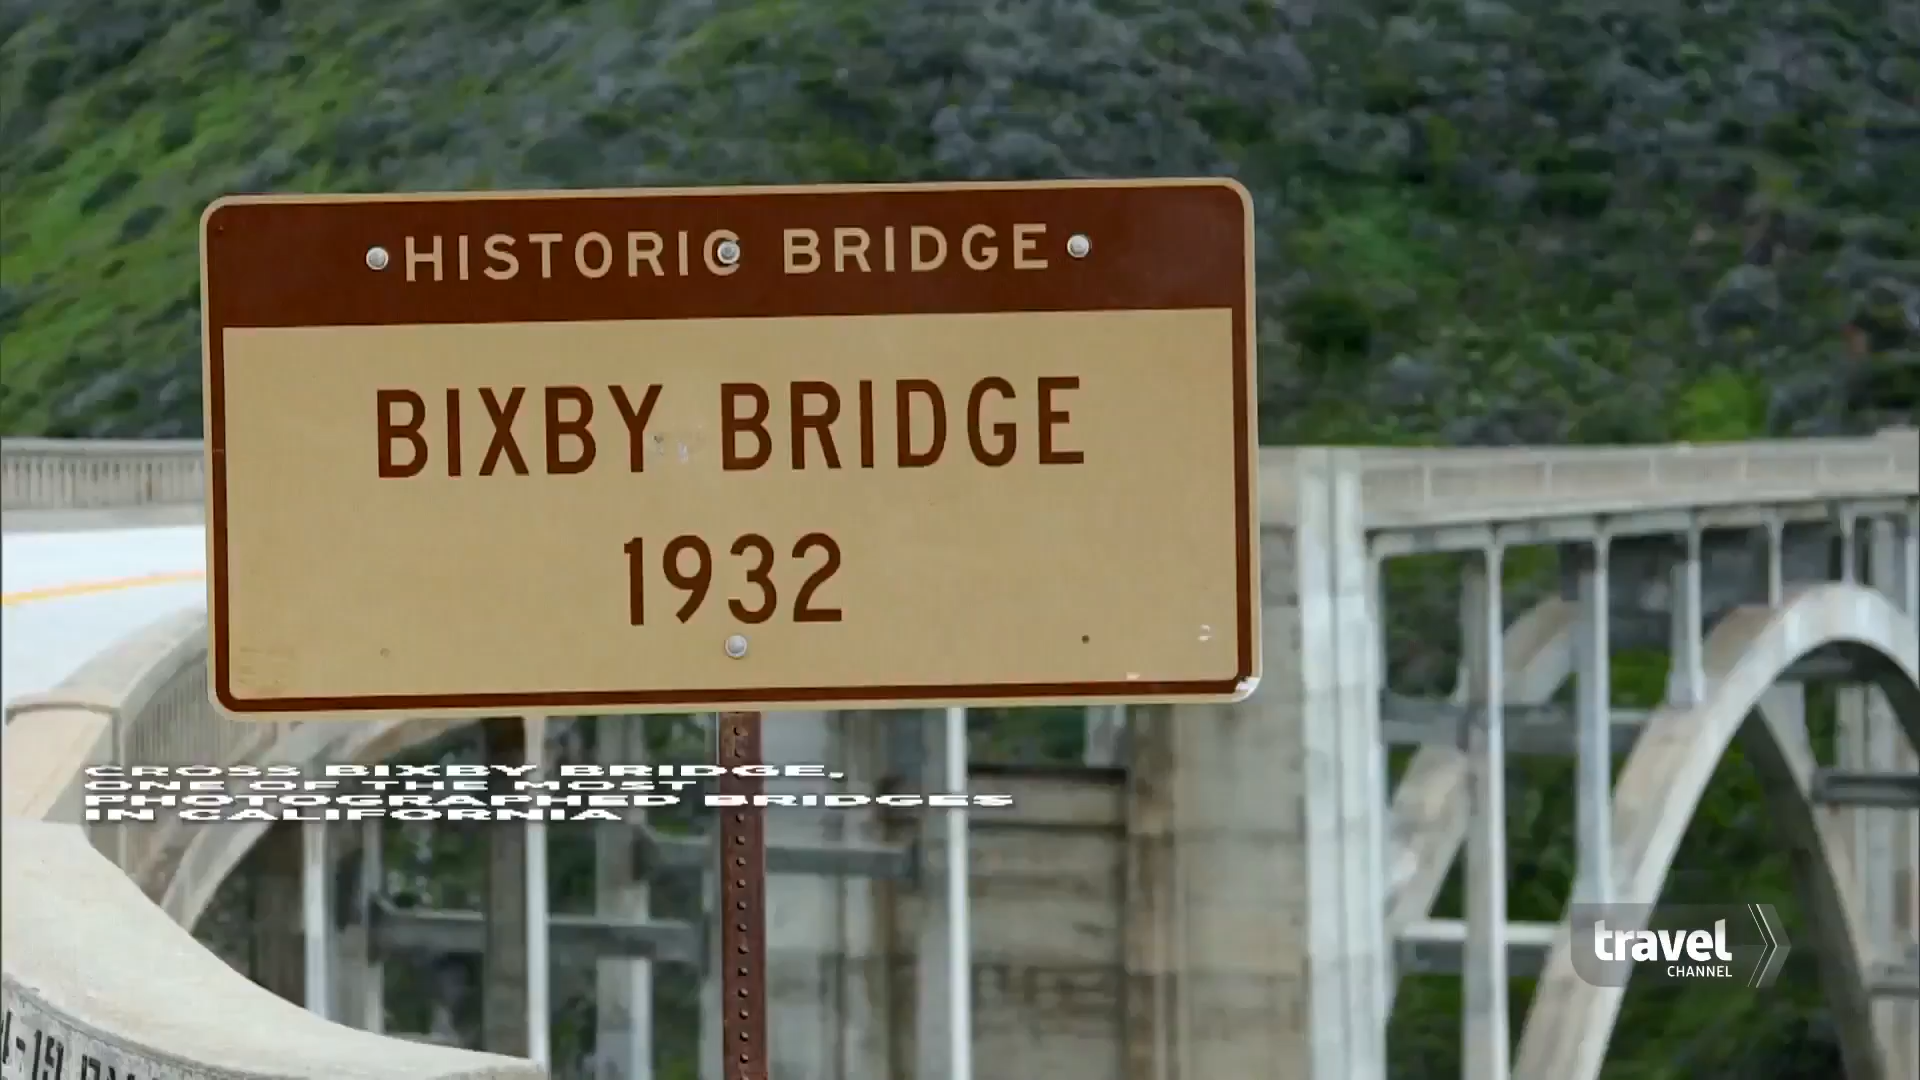 HISTORIC BRIDGE
BIXBY BRIDGE
1932
CROSS BIXBY BRIDGE,
ONE OF THE MOST
PHOTOGRAPHED BRIDGES
IN CALIFORNIA
travel
CHANNEL